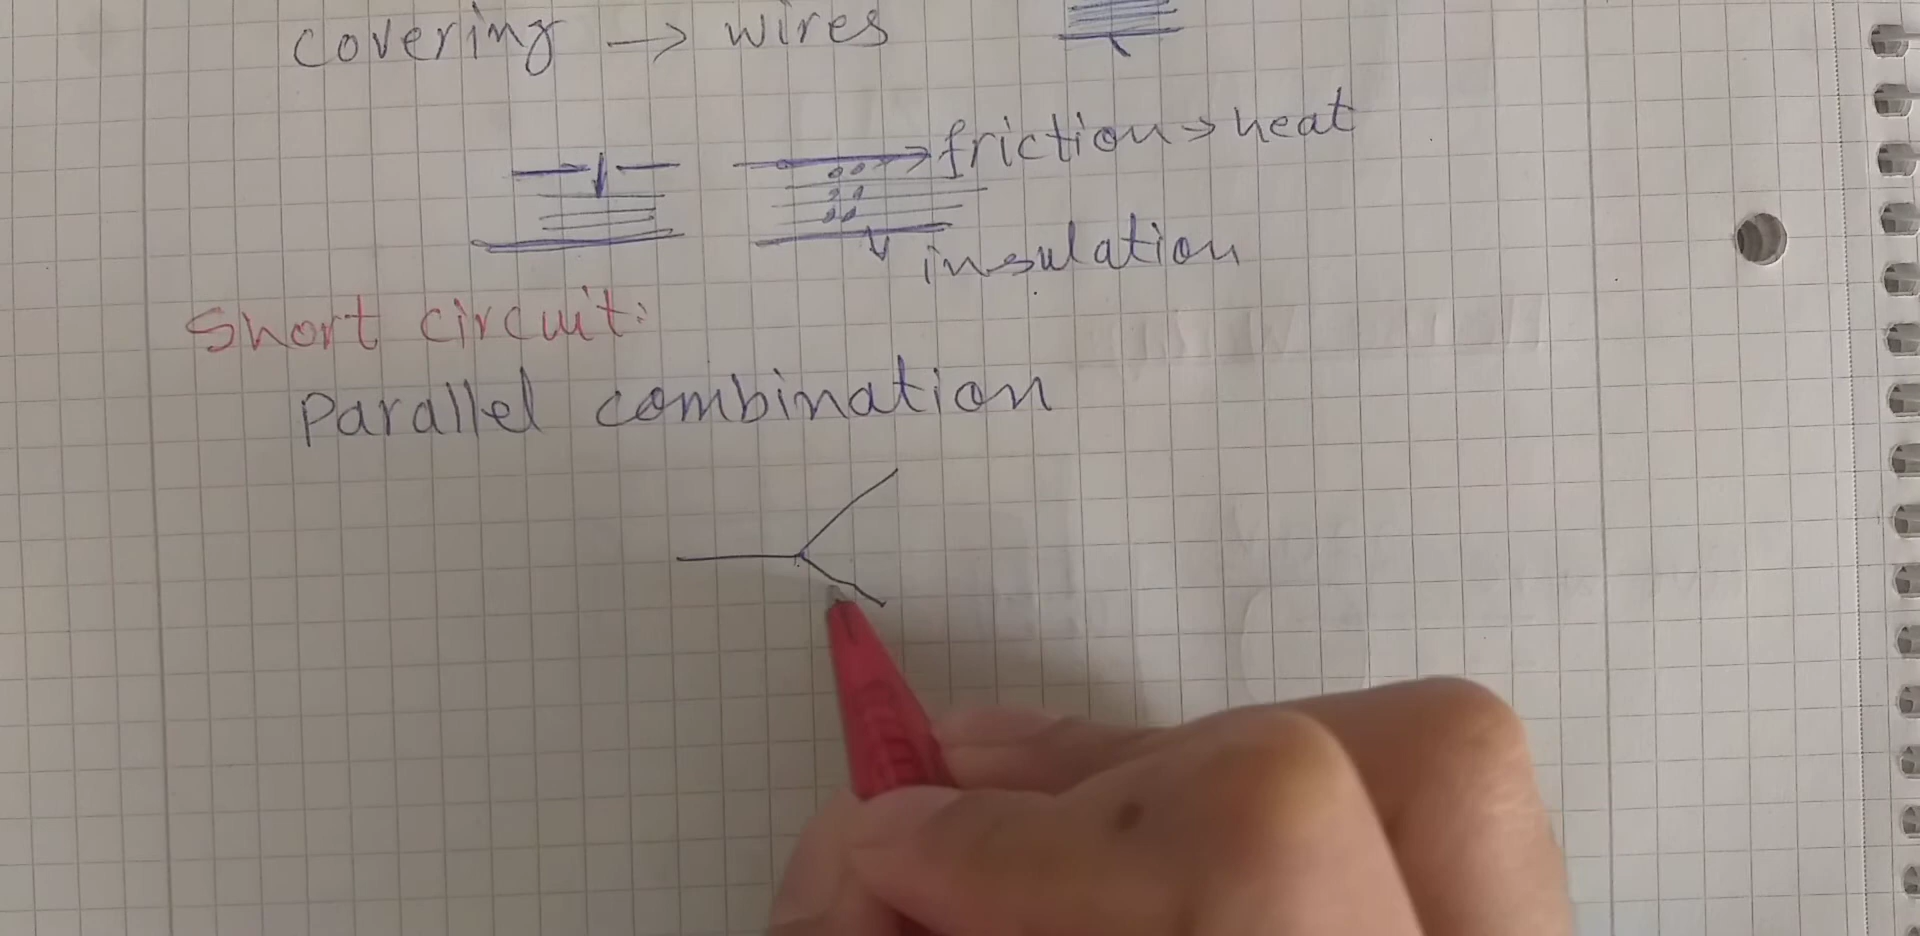 covering → wires
friction → heat
insulation
Short circuit:
Parallel combination